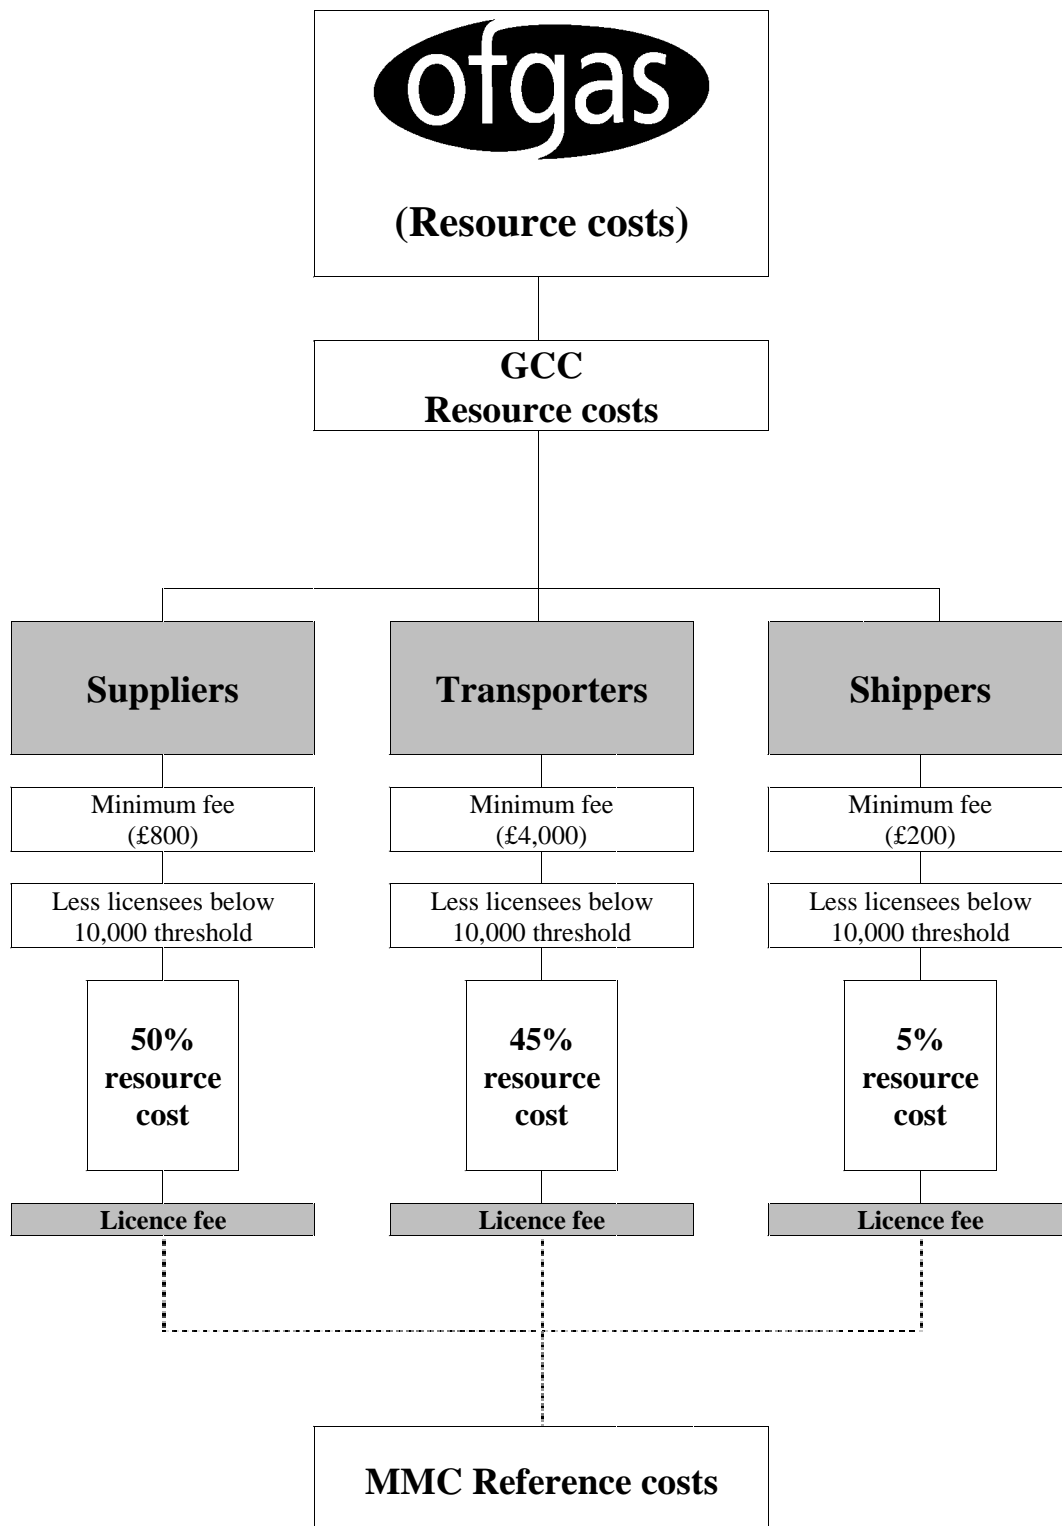 ofgas
(Resource costs)
GCC
Resource costs
Suppliers
Transporters
Shippers
Minimum fee
(£800)
Minimum fee
(£4,000)
Minimum fee
(£200)
Less licensees below
10,000 threshold
Less licensees below
10,000 threshold
Less licensees below
10,000 threshold
50%
resource
cost
45%
resource
cost
5%
resource
cost
Licence fee
Licence fee
Licence fee
MMC Reference costs